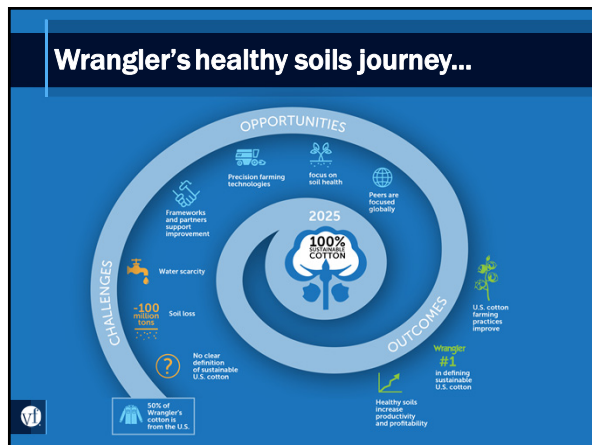 Wrangler's healthy soils journey...
OPPORTUNITIES
Precision farming
technologies
focus on
soil health
Peers are
focused
globally
Frameworks
and partners
support
improvement
2025
100%
SUSTAINABLE
COTTON
CHALLENGES
Water scarcity
-100
million
tons
Soil loss
?
No clear
definition
of sustainable
U.S. cotton
50% of
Wrangler's
cotton is
from the U.S.
OUTCOMES
U.S. cotton
farming
practices
improve
Wrangler
#1
in defining
sustainable
U.S. cotton
Healthy soils
increase
productivity
and profitability
vf